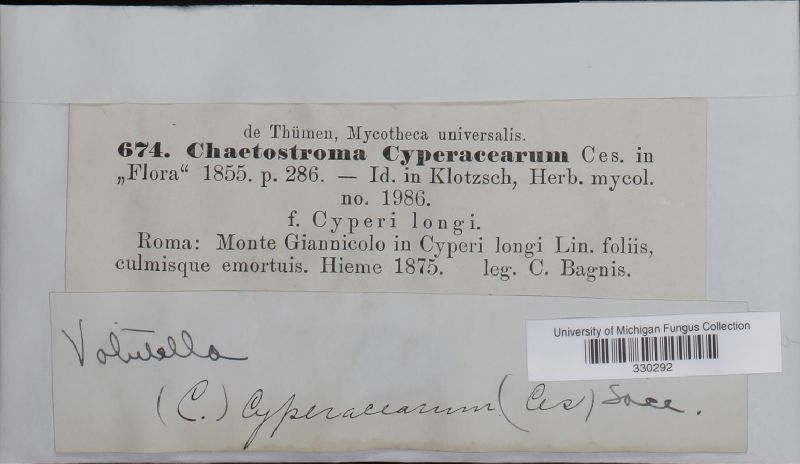 de Thümen, Mycotheca universalis.
674. Chaetostroma Cyperacearum Ces. in
„Flora“ 1855. p. 286. — Id. in Klotzsch, Herb. mycol.
no. 1986.
f. Cyperi longi.
Roma: Monte Giannicolo in Cyperi longi Lin. foliis,
culmisque emortuis. Hieme 1875. leg. C. Bagnis.
Volutella
(C.) Cyperacearum (Ces) Sacc.
University of Michigan Fungus Collection
330292